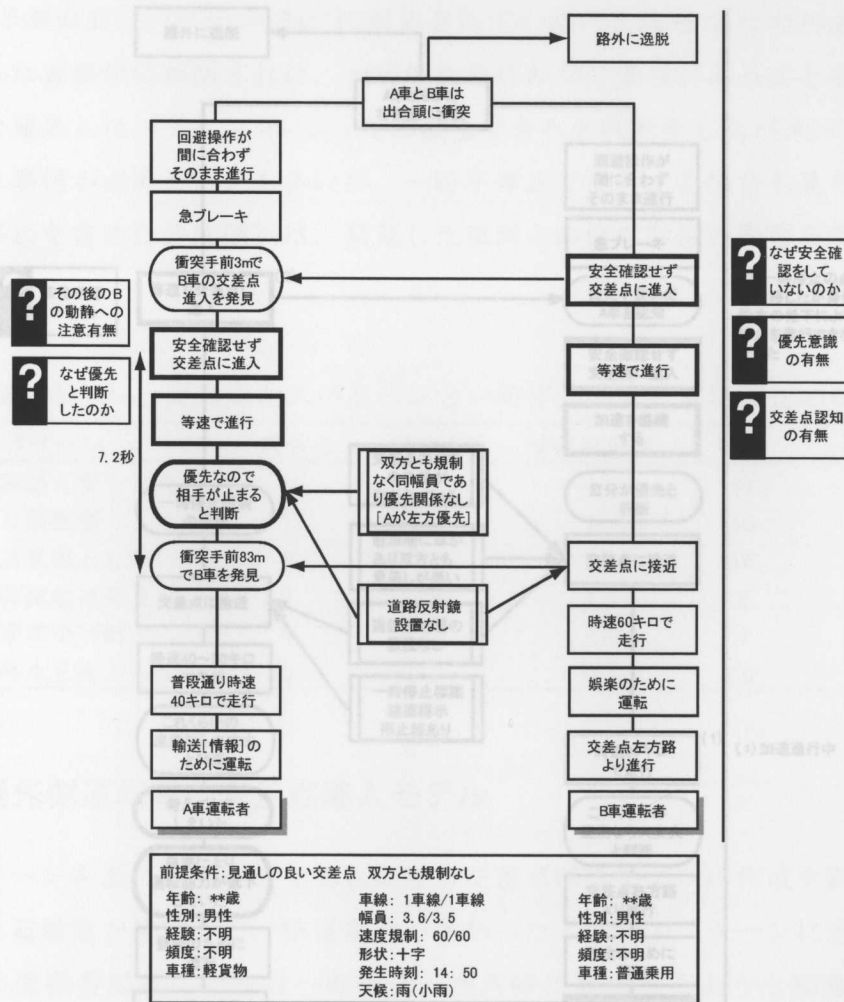 路外に逸脱
A車とB車は
出合頭に衝突
回避操作が
間に合わず
そのまま進行
急ブレーキ
衝突手前3mで
B車の交差点
進入を発見
安全確認せず
交差点に進入
? なぜ安全確
認をして
いないのか
? その後のB
の動静への
注意有無
安全確認せず
交差点に進入
等速で進行
? 優先意識
の有無
? なぜ優先
と判断
したのか
等速で進行
? 交差点認知
の有無
7.2秒
優先なので
相手が止まる
と判断
双方とも規制
なく同幅員であ
り優先関係なし
[Aが左方優先]
衝突手前83m
でB車を発見
交差点に接近
道路反射鏡
設置なし
時速60キロで
走行
普段通り時速
40キロで走行
娯楽のために
運転
輸送[情報]の
ために運転
交差点左方路
より進行
A車運転者
B車運転者
前提条件:見通しの良い交差点 双方とも規制なし
年齢: **歳
性別:男性
経験:不明
頻度:不明
車種:軽貨物
車線: 1車線/1車線
幅員: 3.6/3.5
速度規制: 60/60
形状:十字
発生時刻: 14: 50
天候:雨(小雨)
年齢: **歳
性別:男性
経験:不明
頻度:不明
車種:普通乗用